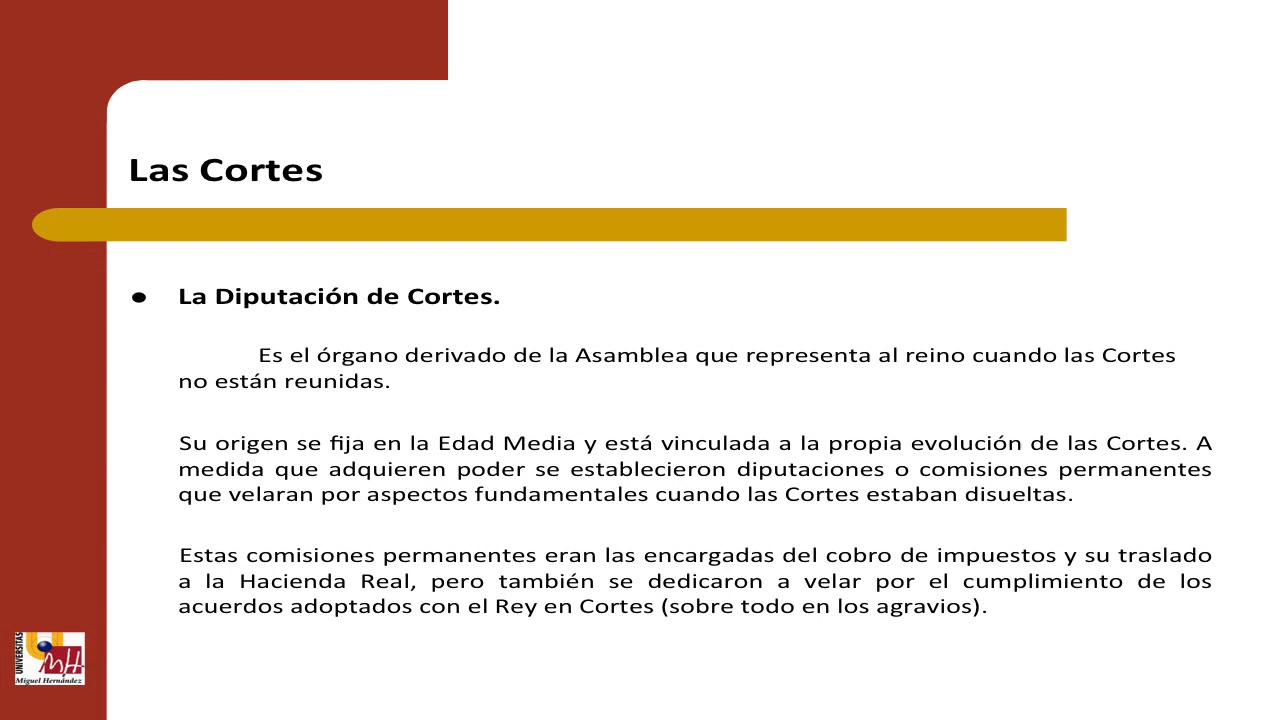 Las Cortes
● La Diputación de Cortes.
Es el órgano derivado de la Asamblea que representa al reino cuando las Cortes
no están reunidas.
Su origen se fija en la Edad Media y está vinculada a la propia evolución de las Cortes. A
medida que adquieren poder se establecieron diputaciones o comisiones permanentes
que velaran por aspectos fundamentales cuando las Cortes estaban disueltas.
Estas comisiones permanentes eran las encargadas del cobro de impuestos y su traslado
a la Hacienda Real, pero también se dedicaron a velar por el cumplimiento de los
acuerdos adoptados con el Rey en Cortes (sobre todo en los agravios).
UNIVERSITAS
MH
Miguel Hernández